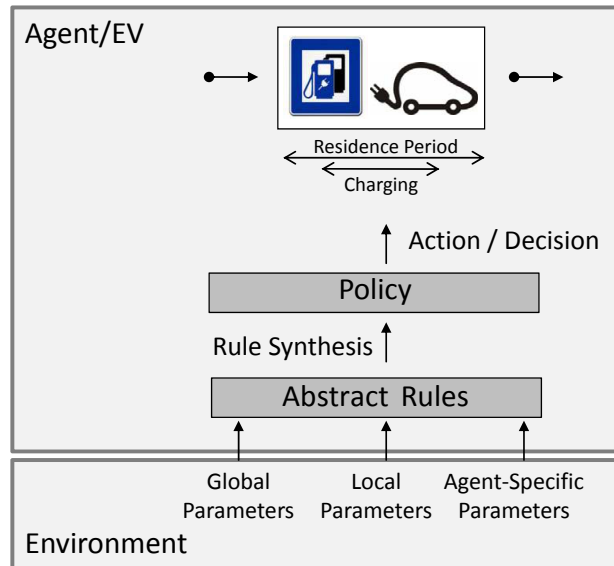 Agent/EV
Residence Period
Charging
Action / Decision
Policy
Rule Synthesis
Abstract Rules
Global Parameters
Local Parameters
Agent-Specific Parameters
Environment